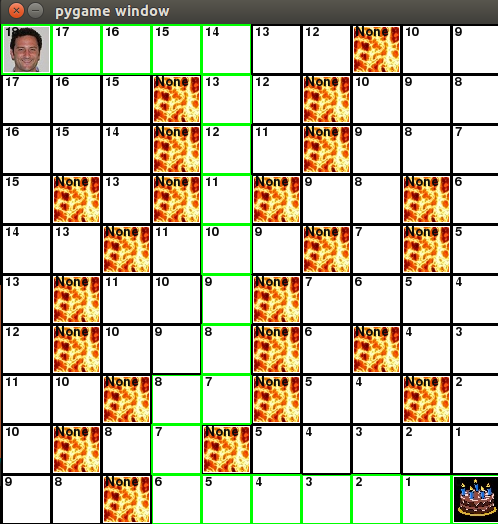 pygame window
18 17 16 15 14 13 12 None 10 9
17 16 15 None 13 12 None 10 9 8
16 15 14 None 12 11 None 9 8 7
15 None 13 None 11 None 9 8 None 6
14 13 None 11 10 9 None 7 None 5
13 None 11 10 9 None 7 6 5 4
12 None 10 9 8 None 6 None 4 3
11 10 None 8 7 None 5 4 None 2
10 None 8 7 None 5 4 3 2 1
9 8 None 6 5 4 3 2 1